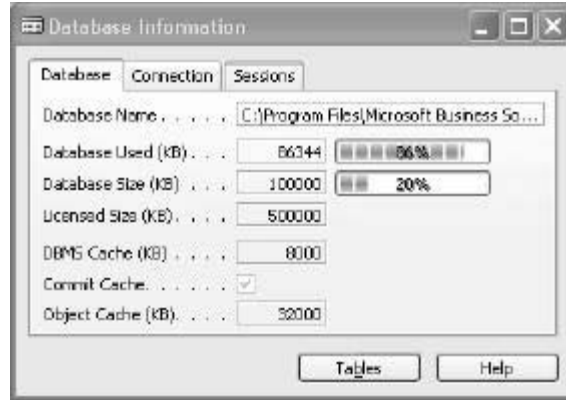 Database Information
Database Connection Sessions
Database Name . . . . . C:\Program Files\Microsoft Business So...
Database Used (KB) . . . 86344 86%
Database Size (KB) . . . 100000 20%
Licensed Size (KB). . . . 500000
DBMS Cache (KB) . . . . 8000
Commit Cache. . . . . .
Object Cache (KB). . . . 32000
Tables Help